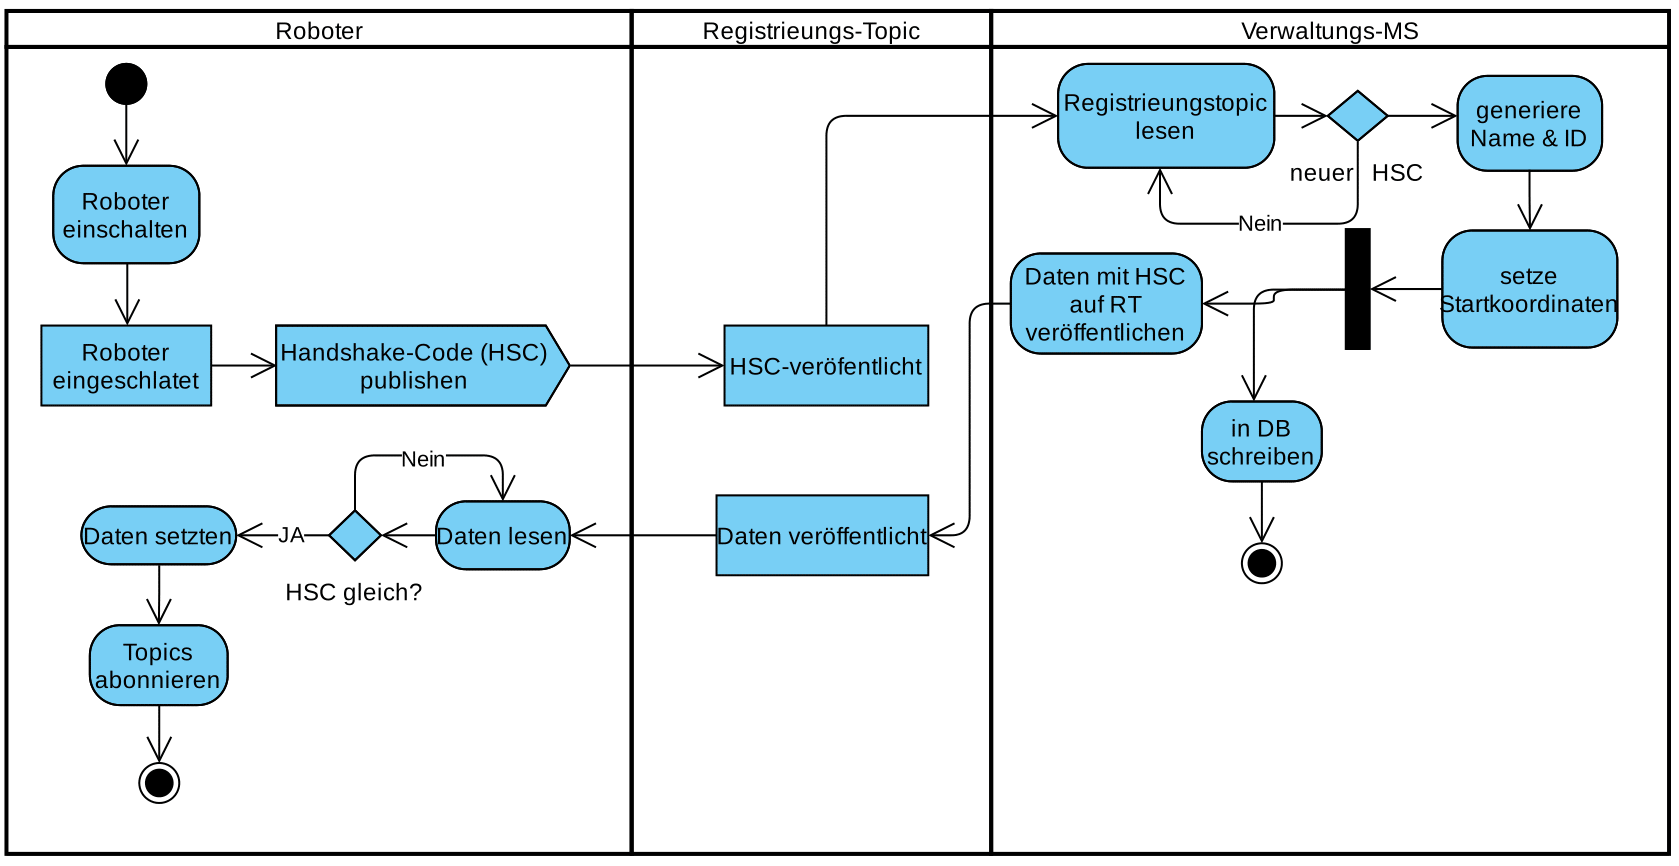 Roboter
Registrieungs-Topic
Verwaltungs-MS
Roboter
einschalten
Roboter
eingeschlatet
Handshake-Code (HSC)
publishen
HSC-veröfentlicht
Registrieungstopic
lesen
neuer HSC
Nein
generiere
Name & ID
setze
Startkoordinaten
Daten mit HSC
auf RT
veröffentlichen
in DB
schreiben
Daten veröffentlicht
Daten lesen
Nein
HSC gleich?
JA
Daten setzten
Topics
abonnieren